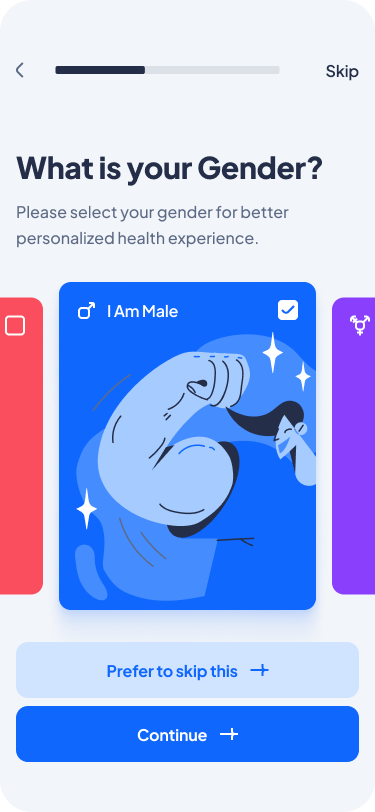 Skip
What is your Gender?
Please select your gender for better
personalized health experience.
I Am Male
Prefer to skip this
Continue